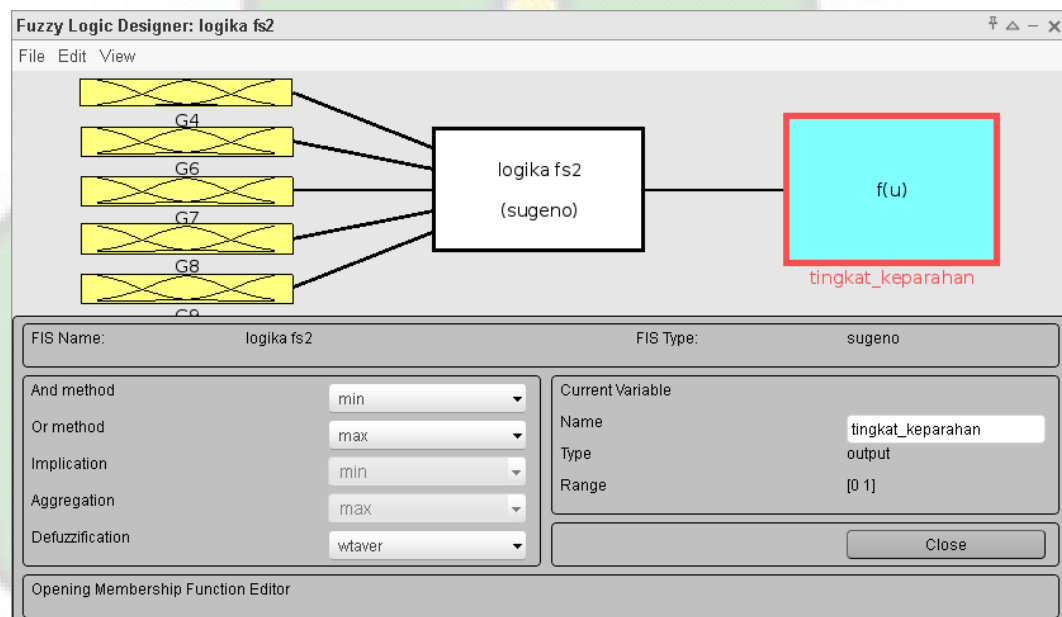 Fuzzy Logic Designer: logika fs2
File Edit View
G4
G6
G7
G8
logika fs2
(sugeno)
f(u)
tingkat_keparahan
FIS Name: logika fs2 FIS Type: sugeno
And method min
Or method max
Implication min
Aggregation max
Defuzzification wtaver
Current Variable
Name tingkat_keparahan
Type output
Range [0 1]
Close
Opening Membership Function Editor